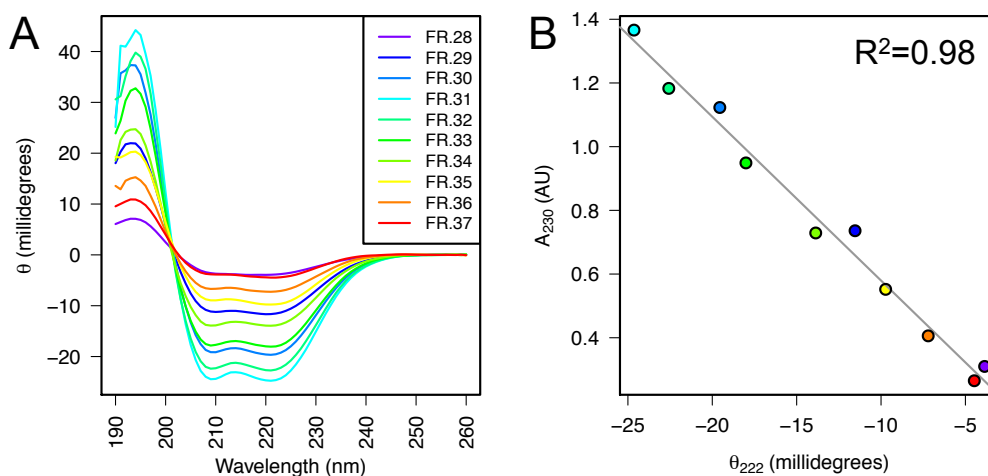 A
θ (millidegrees)
40
30
20
10
0
−10
−20
190
200
210
220
230
240
250
260
Wavelength (nm)
FR.28
FR.29
FR.30
FR.31
FR.32
FR.33
FR.34
FR.35
FR.36
FR.37
B
R²=0.98
A₂₃₀ (AU)
1.4
1.2
1.0
0.8
0.6
0.4
−25
−20
−15
−10
−5
θ₂₂₂ (millidegrees)